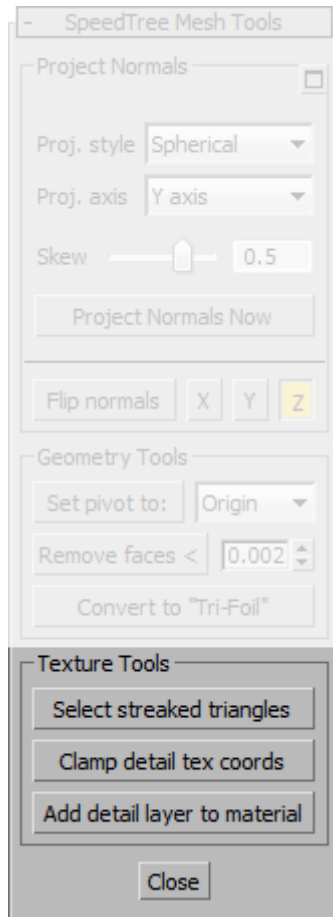 - SpeedTree Mesh Tools
Project Normals
Proj. style Spherical
Proj. axis Y axis
Skew 0.5
Project Normals Now
Flip normals X Y Z
Geometry Tools
Set pivot to: Origin
Remove faces < 0.002
Convert to "Tri-Foil"
Texture Tools
Select streaked triangles
Clamp detail tex coords
Add detail layer to material
Close